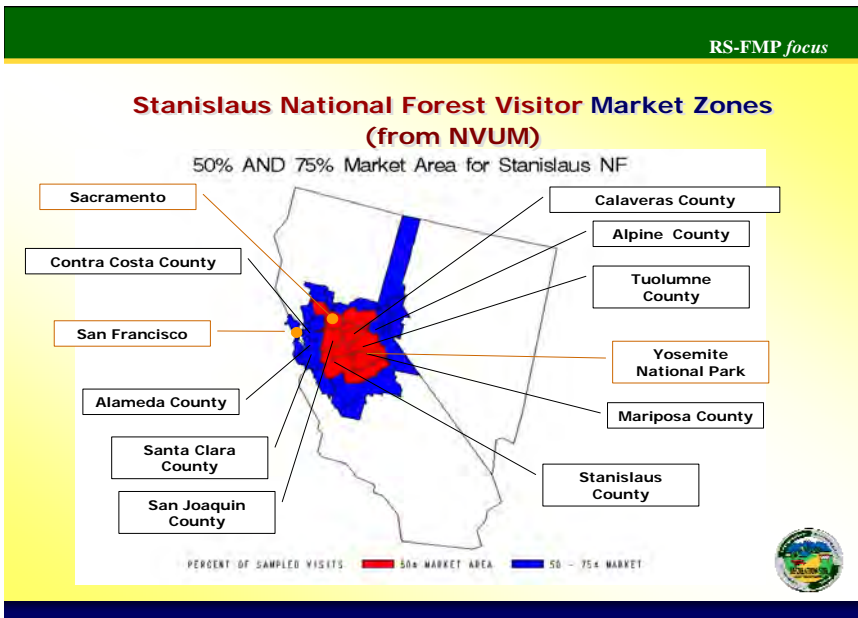 RS-FMP focus
Stanislaus National Forest Visitor Market Zones
(from NVUM)
50% AND 75% Market Area for Stanislaus NF
Sacramento
Contra Costa County
San Francisco
Alameda County
Santa Clara
County
San Joaquin
County
Calaveras County
Alpine County
Tuolumne
County
Yosemite
National Park
Mariposa County
Stanislaus
County
PERCENT OF SAMPLED VISITS
50% MARKET AREA
50 - 75% MARKET